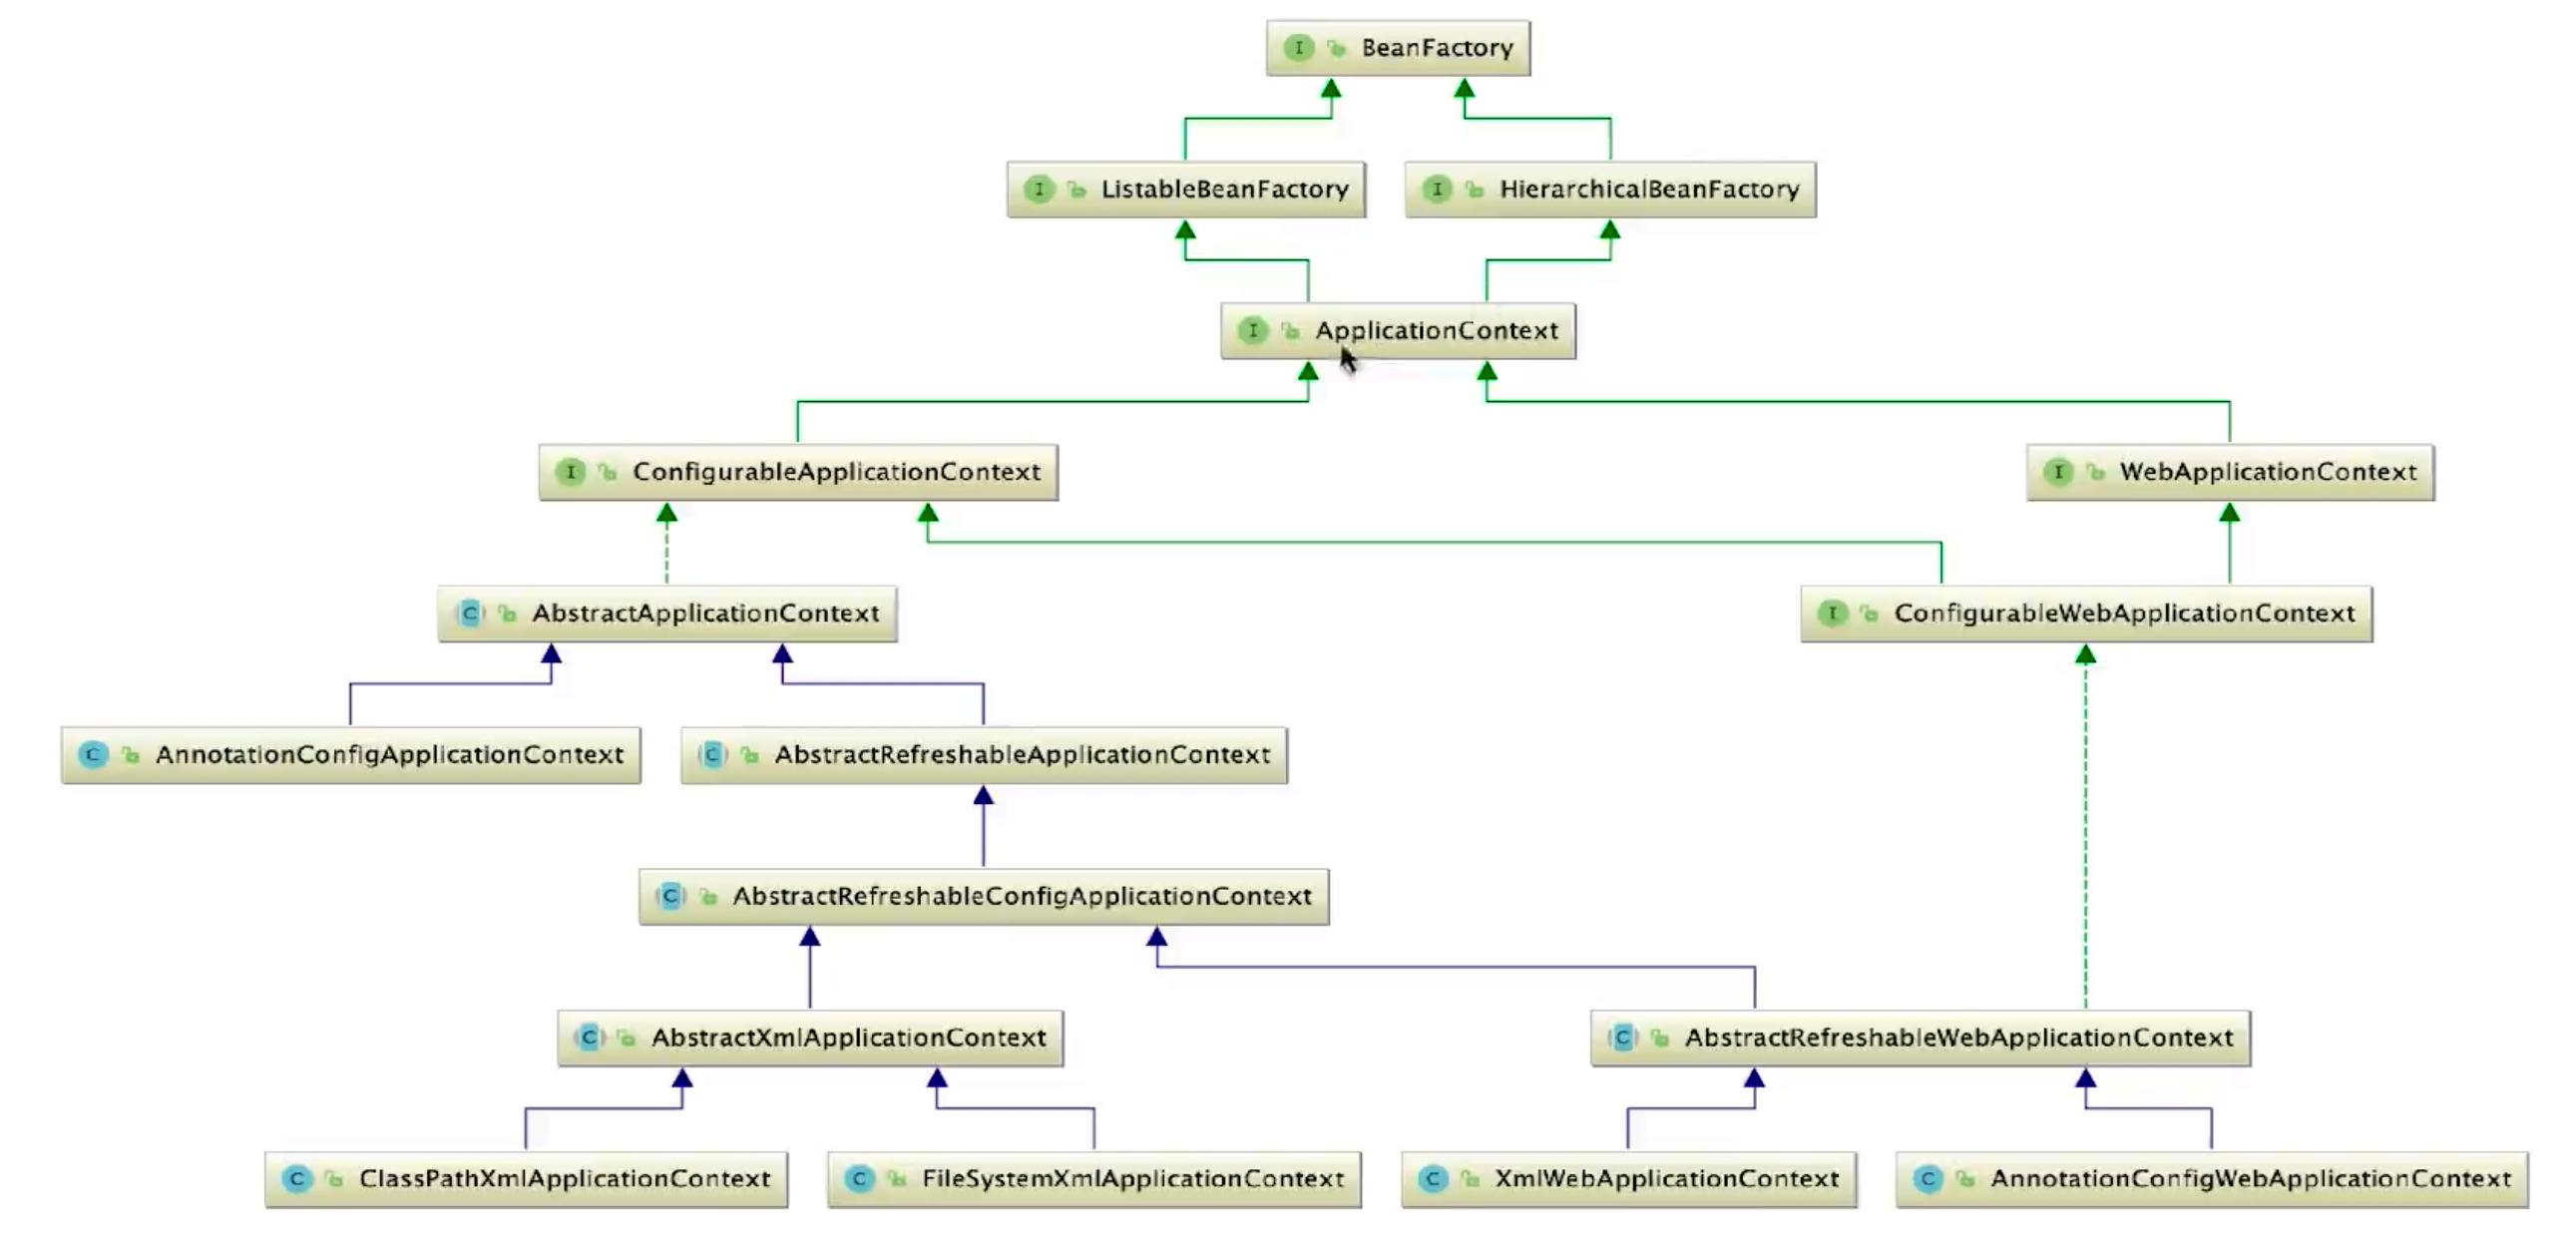 I BeanFactory
I ListableBeanFactory
I HierarchicalBeanFactory
I ApplicationContext
I ConfigurableApplicationContext
I WebApplicationContext
C AbstractApplicationContext
I ConfigurableWebApplicationContext
C AnnotationConfigApplicationContext
C AbstractRefreshableApplicationContext
C AbstractRefreshableConfigApplicationContext
C AbstractXmlApplicationContext
C AbstractRefreshableWebApplicationContext
C ClassPathXmlApplicationContext
C FileSystemXmlApplicationContext
C XmlWebApplicationContext
C AnnotationConfigWebApplicationContext